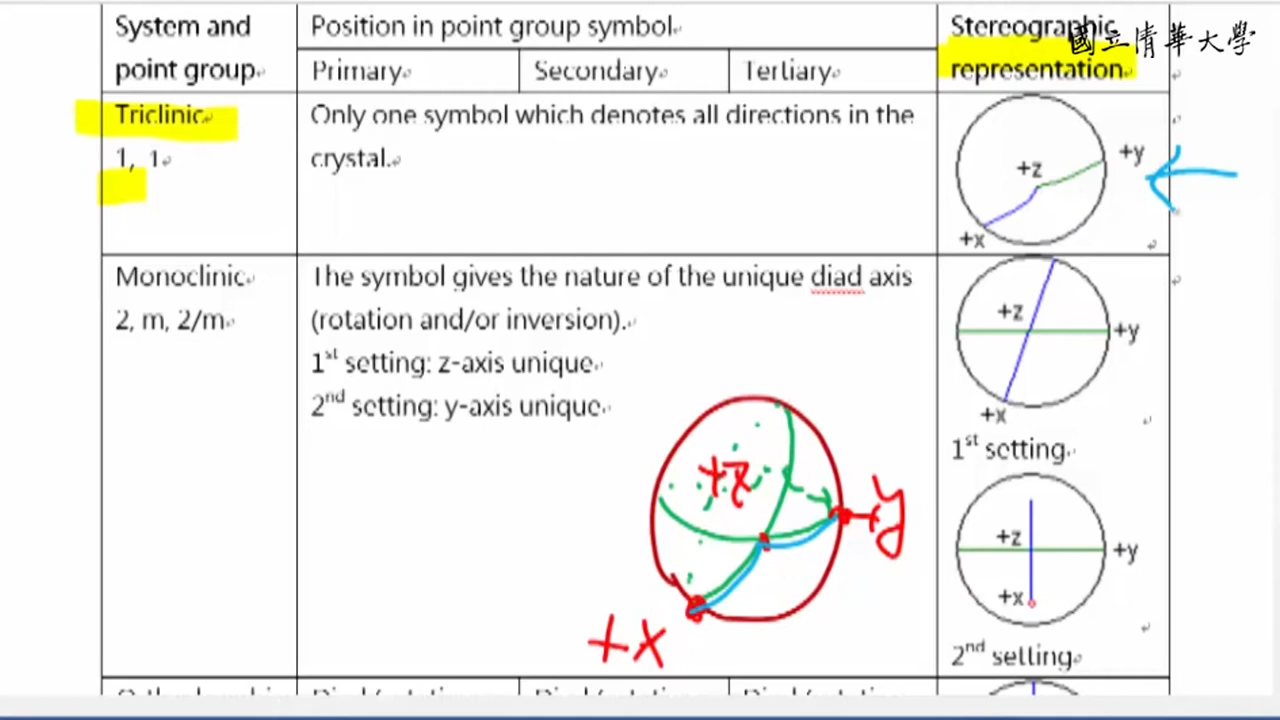 國立清華大學
System and point group
Position in point group symbol
Stereographic representation
Primary
Secondary
Tertiary
Triclinic
1, 1
Only one symbol which denotes all directions in the
crystal.
+z
+y
+x
Monoclinic
2, m, 2/m
The symbol gives the nature of the unique diad axis
(rotation and/or inversion).
1st setting: z-axis unique
2nd setting: y-axis unique
+z
+y
+x
+z
+y
+x
1st setting
+z
+y
+x
2nd setting